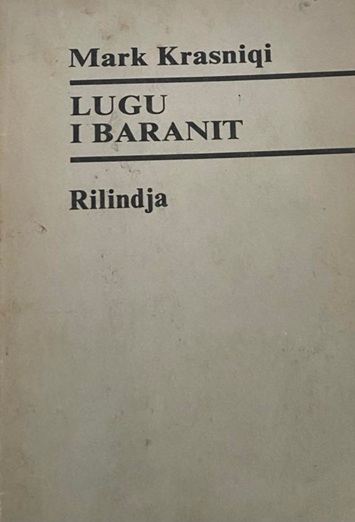 Mark Krasniqi
LUGU
I BARANIT
Rilindja